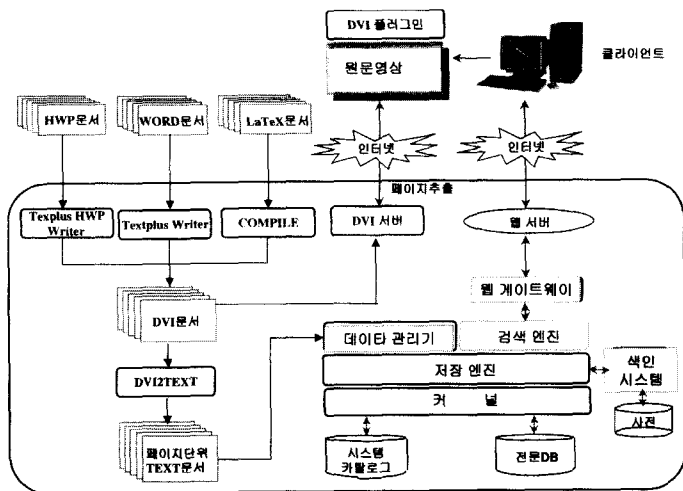 DVI 플러그인
원문영상
클라이언트
HWP문서
WORD문서
LaTeX문서
인터넷
인터넷
페이지추출
Texplus HWP
Writer
Textplus Writer
COMPILE
DVI 서버
웹 서버
웹 게이트웨이
DVI문서
데이타 관리기
검색 엔진
저장 엔진
색인
시스템
DVI2TEXT
커 널
사전
페이지단위
TEXT문서
시스템
카탈로그
전문DB